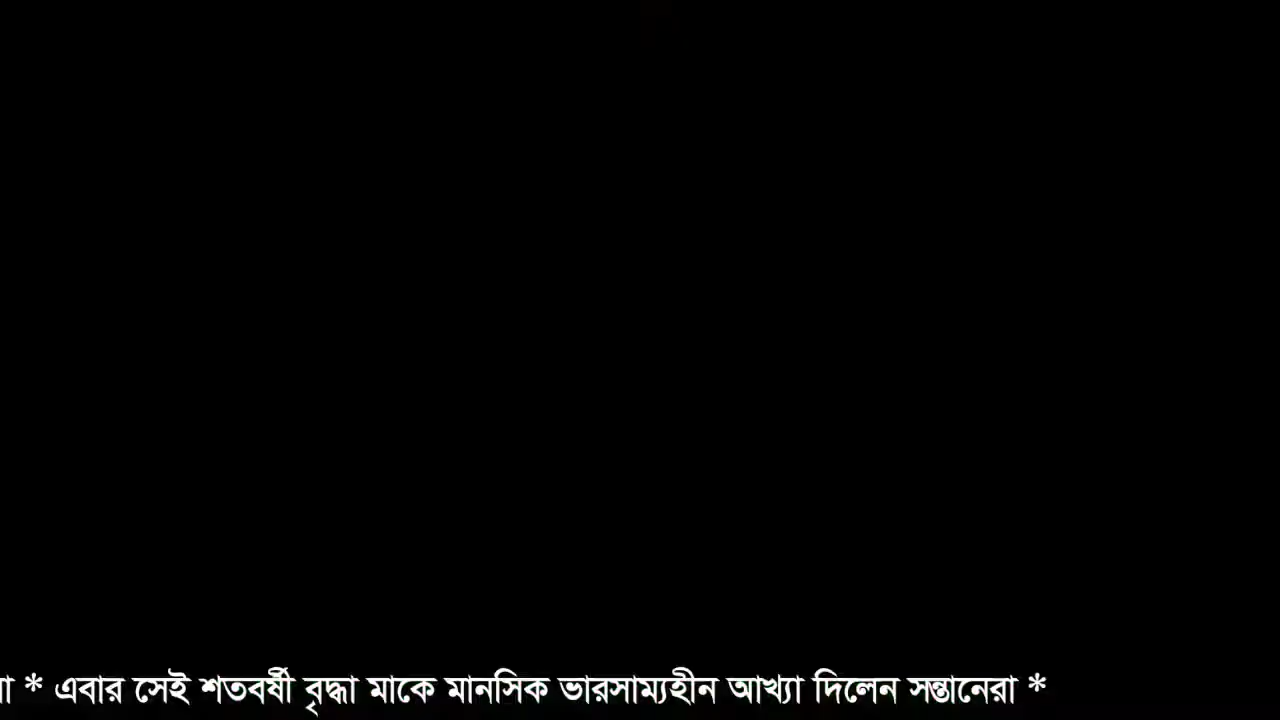 * এবার সেই শতবর্ষী বৃদ্ধা মাকে মানসিক ভারসাম্যহীন আখ্যা দিলেন সন্তানেরা *